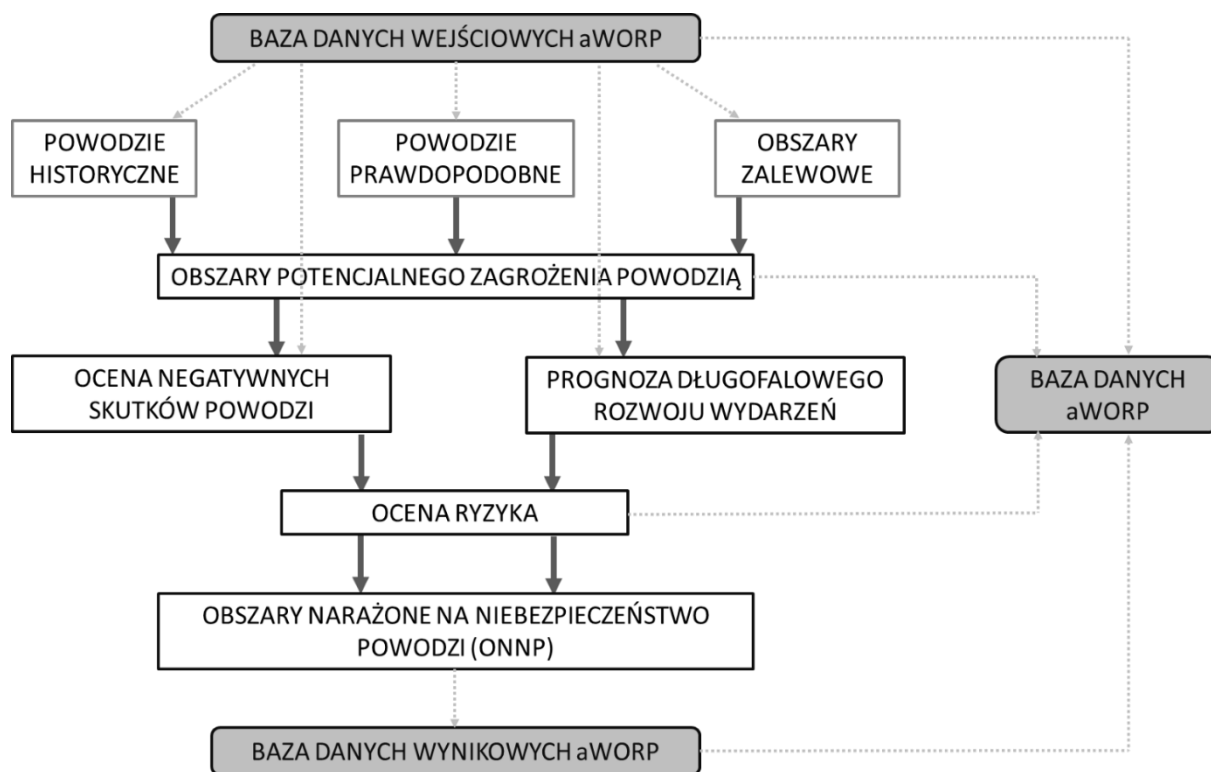 BAZA DANYCH WEJŚCIOWYCH aWORP
POWODZIE
HISTORYCZNE
POWODZIE
PRAWDOPODOBNE
OBSZARY
ZALEWOWE
OBSZARY POTENCJALNEGO ZAGROŻENIA POWODZIĄ
OCENA NEGATYWNYCH
SKUTKÓW POWODZI
PROGNOZA DŁUGOFALOWEGO
ROZWOJU WYDARZEŃ
BAZA DANYCH
aWORP
OCENA RYZYKA
OBSZARY NARAŻONE NA NIEBEZPIECZEŃSTWO
POWODZI (ONNP)
BAZA DANYCH WYNIKOWYCH aWORP